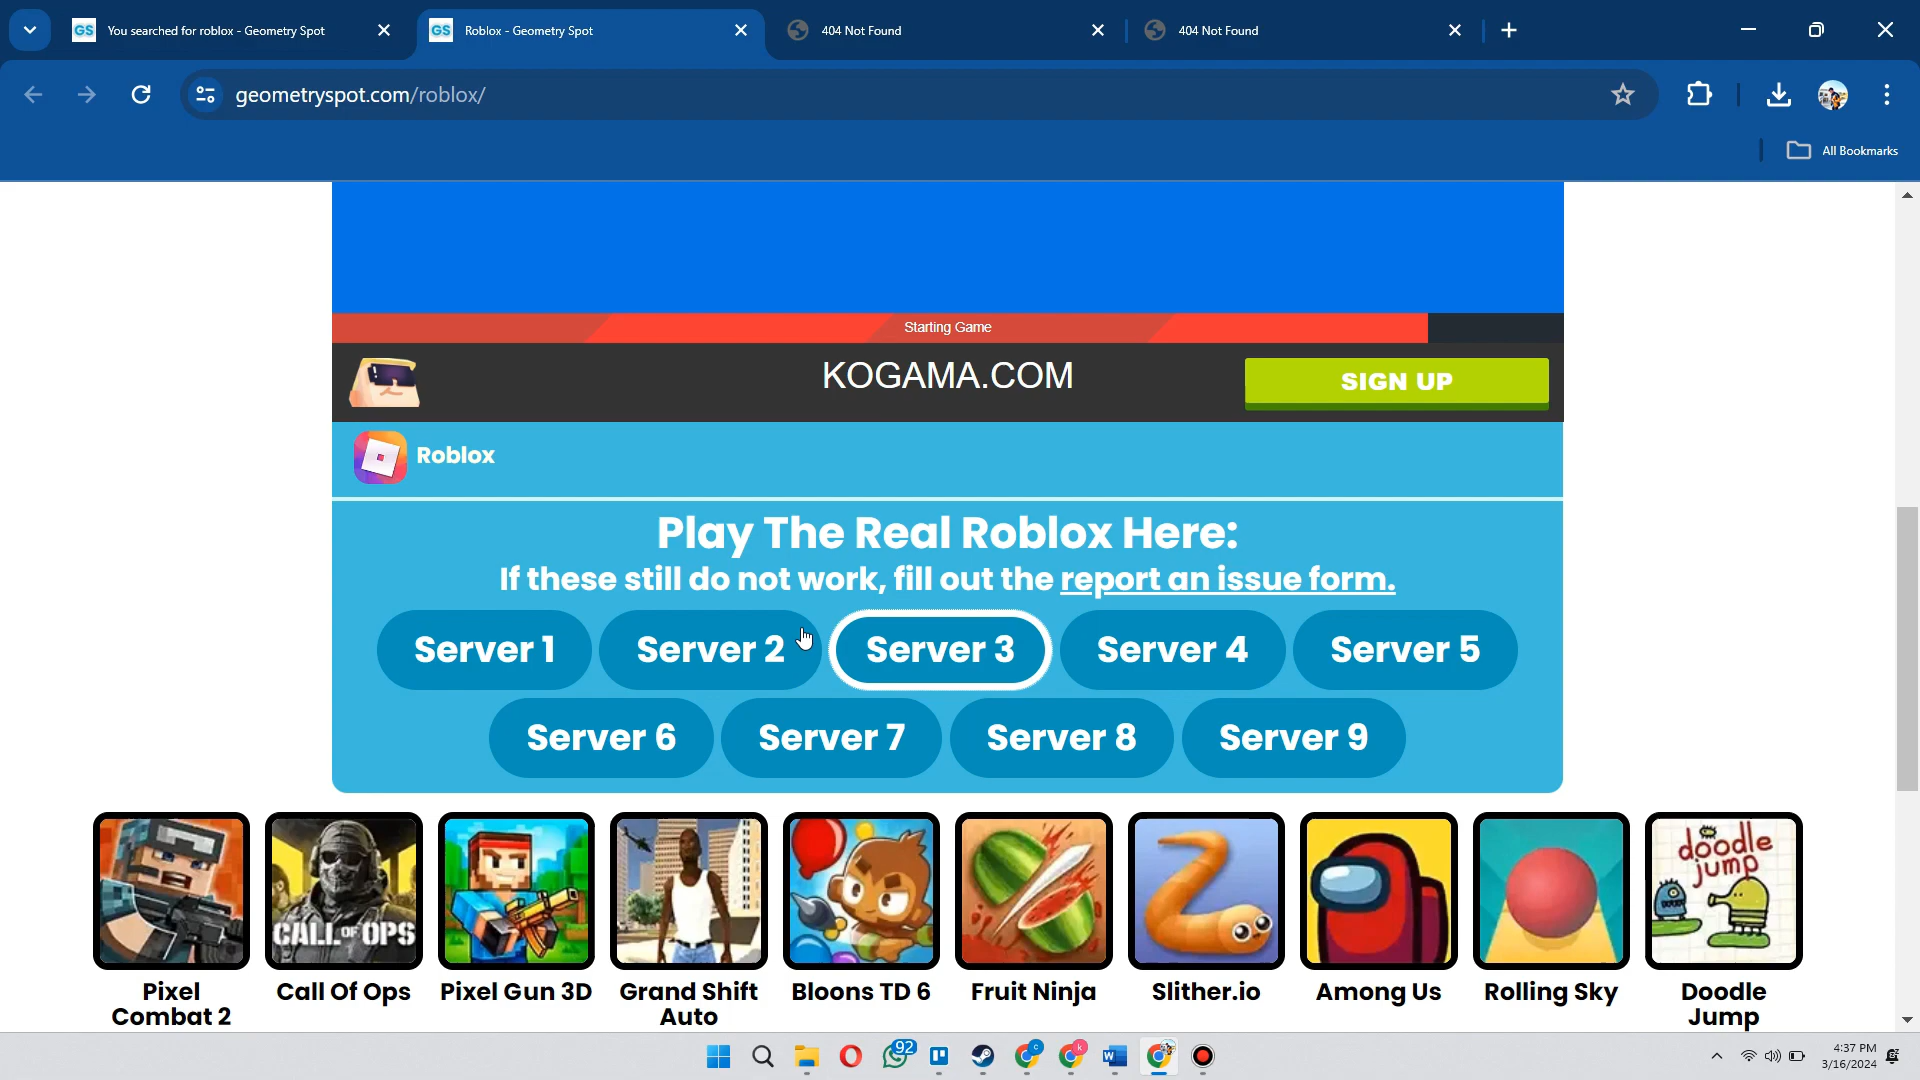 You searched for roblox - Geometry Spot
Roblox - Geometry Spot
404 Not Found
404 Not Found
geometryspot.com/roblox/
All Bookmarks
Starting Game
KOGAMA.COM
SIGN UP
Roblox
Play The Real Roblox Here:
If these still do not work, fill out the report an issue form.
Server 1
Server 2
Server 3
Server 4
Server 5
Server 6
Server 7
Server 8
Server 9
CALL OF OPS
doodle
jump
Pixel
Combat 2
Call Of Ops
Pixel Gun 3D
Grand Shift
Auto
Bloons TD 6
Fruit Ninja
Slither.io
Among Us
Rolling Sky
Doodle
Jump
92
4:37 PM
3/16/2024